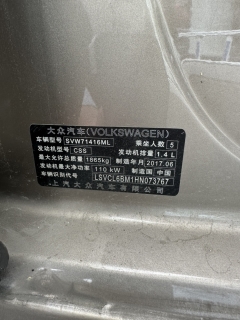 大众汽车(VOLKSWAGEN)
车辆型号 SVW71416ML 乘坐人数 5
发动机型号 CSS 发动机排量 1.4 L
最大允许总质量 1865kg 制造年月 2017.06
发动机最大净功率 110 kW 制造国 中国
车辆识别代号 LSVCL6BM1HN073767
上汽大众汽车有限公司